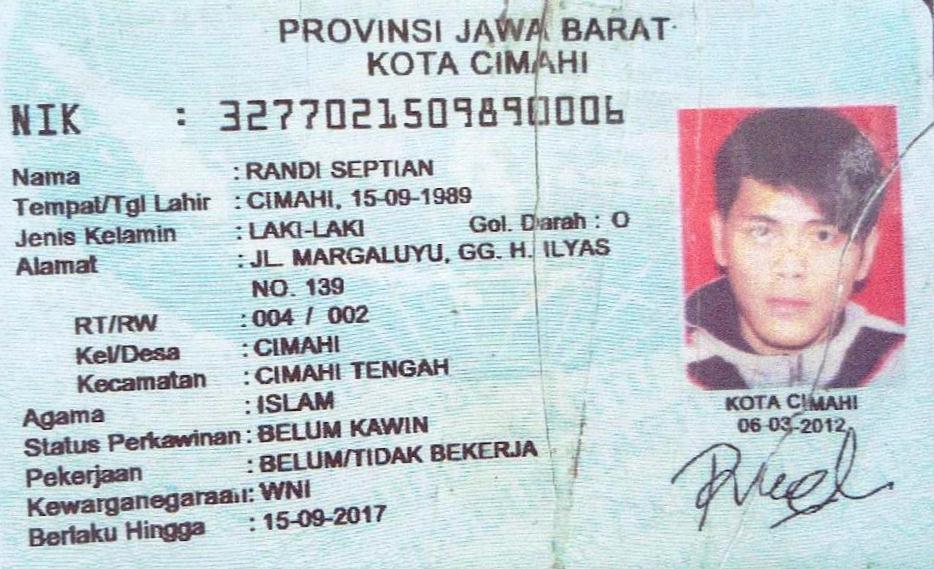 PROVINSI JAWA BARAT
KOTA CIMAHI
NIK : 3277021509890006
Nama : RANDI SEPTIAN
Tempat/Tgl Lahir : CIMAHI, 15-09-1989
Jenis Kelamin : LAKI-LAKI Gol. Darah : O
Alamat : JL. MARGALUYU, GG. H. ILYAS
NO. 139
RT/RW : 004 / 002
Kel/Desa : CIMAHI
Kecamatan : CIMAHI TENGAH
Agama : ISLAM
Status Perkawinan : BELUM KAWIN
Pekerjaan : BELUM/TIDAK BEKERJA
Kewarganegaraan : WNI
Berlaku Hingga : 15-09-2017
KOTA CIMAHI
06-03-2012